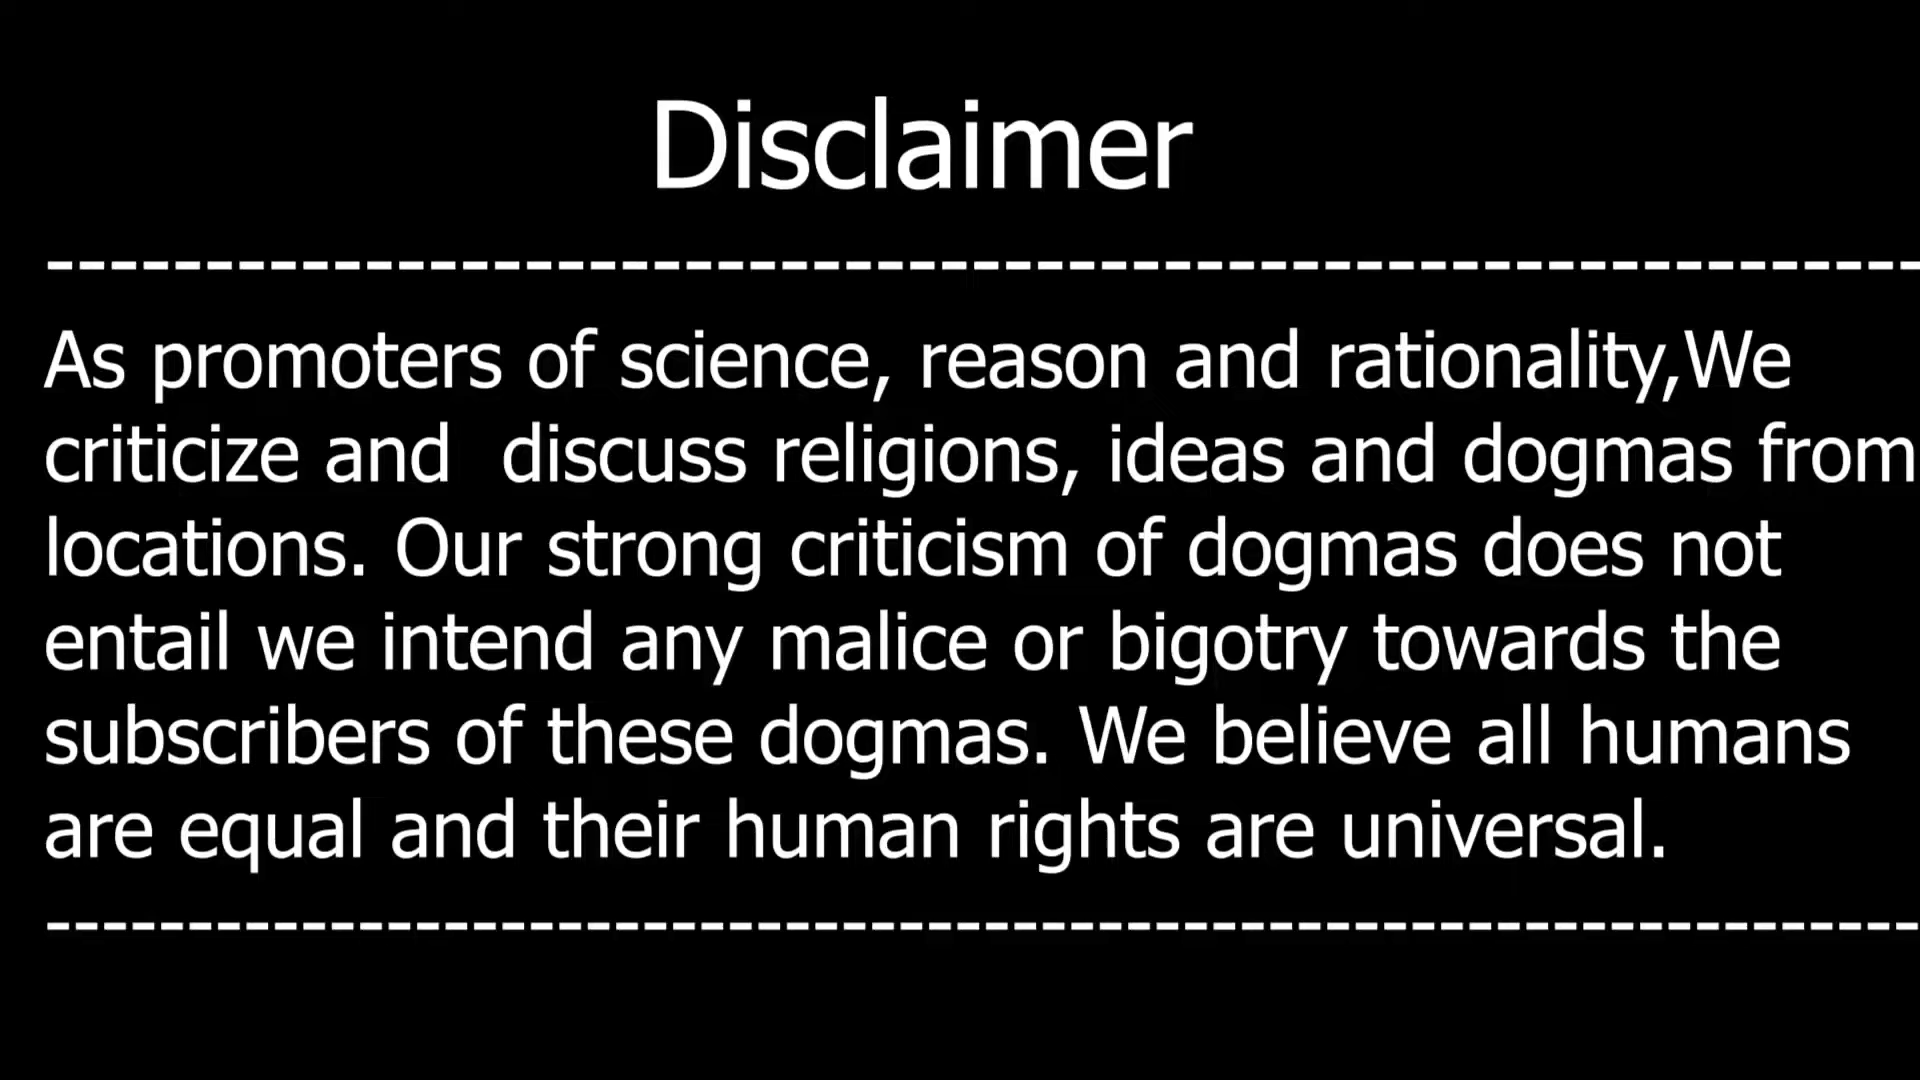 Disclaimer
---------------------------------------------------------
As promoters of science, reason and rationality,We
criticize and  discuss religions, ideas and dogmas from
locations. Our strong criticism of dogmas does not
entail we intend any malice or bigotry towards the
subscribers of these dogmas. We believe all humans
are equal and their human rights are universal.
------------------------------------------------------------------